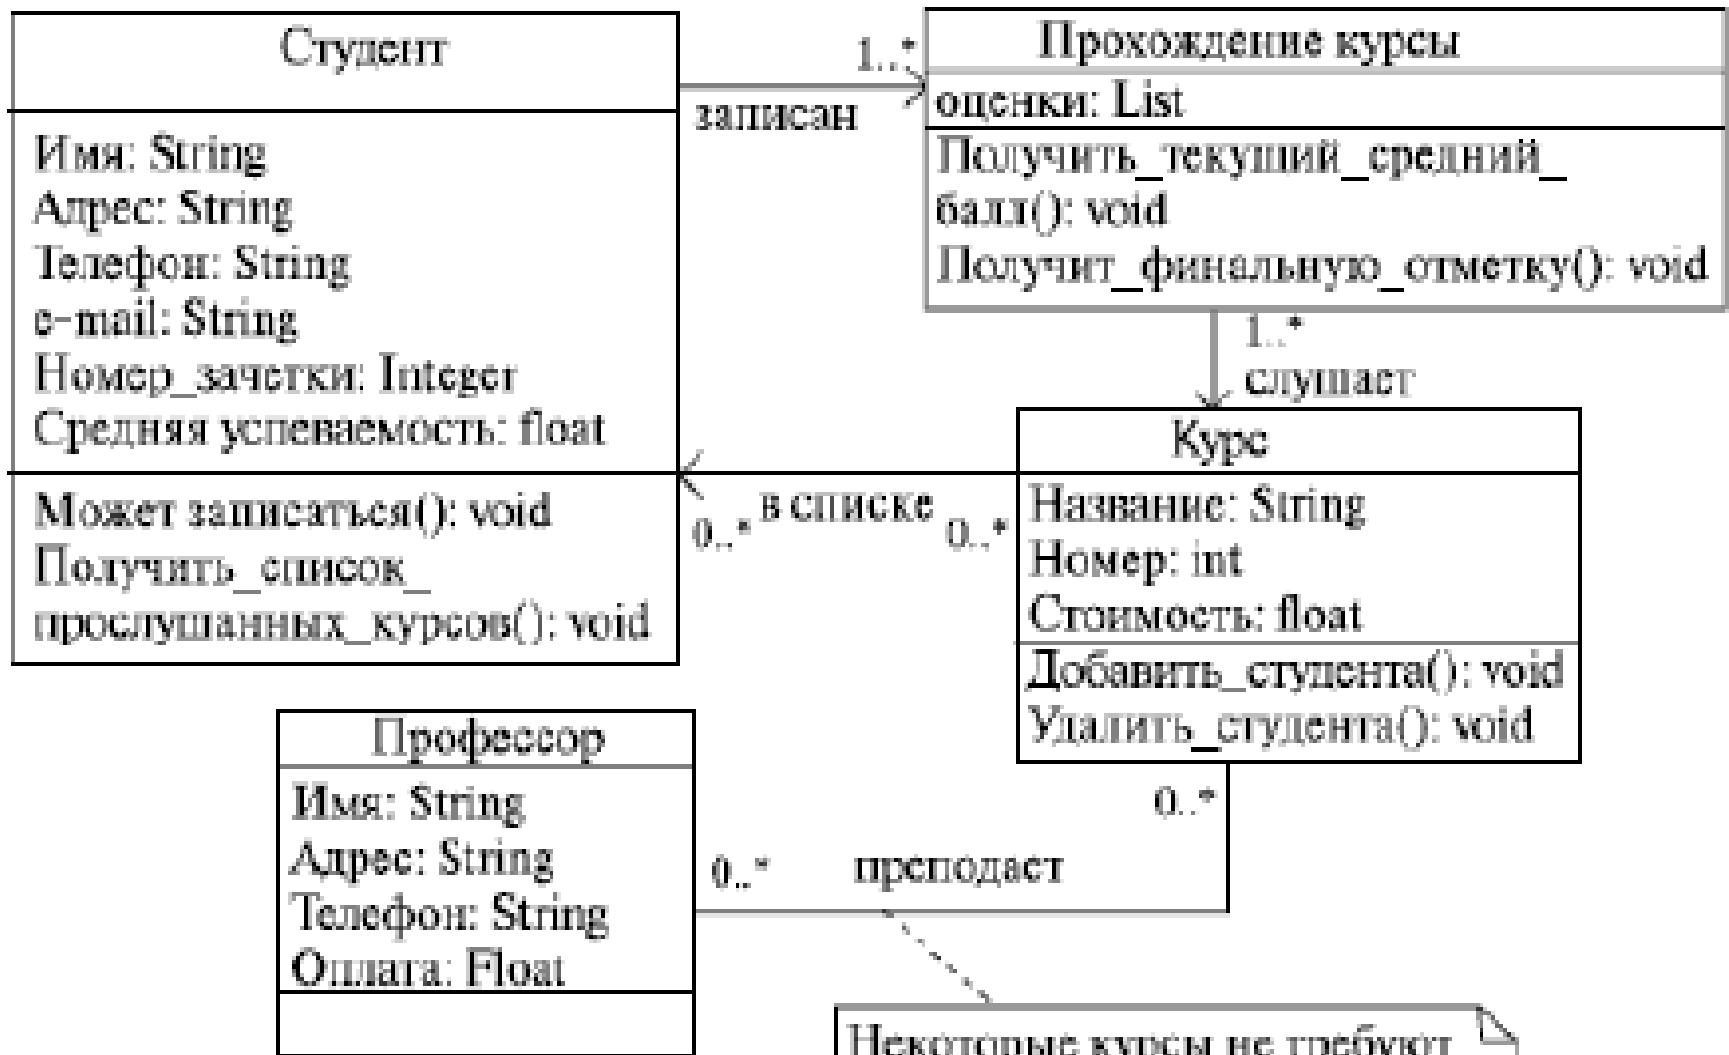 Студент
Имя: String
Адрес: String
Телефон: String
e-mail: String
Номер_зачетки: Integer
Средняя успеваемость: float
Может записаться(): void
Получить_список_
прослушанных_курсов(): void
1..*
записан
Прохождение курсы
оценки: List
Получить_текущий_средний_
балл(): void
Получит_финальную_отметку(): void
1..*
слушает
Курс
Название: String
Номер: int
Стоимость: float
Добавить_студента(): void
Удалить_студента(): void
0..* в списке 0..*
Профессор
Имя: String
Адрес: String
Телефон: String
Оплата: Float
0..*
0..* преподает
Некоторые курсы не требуют